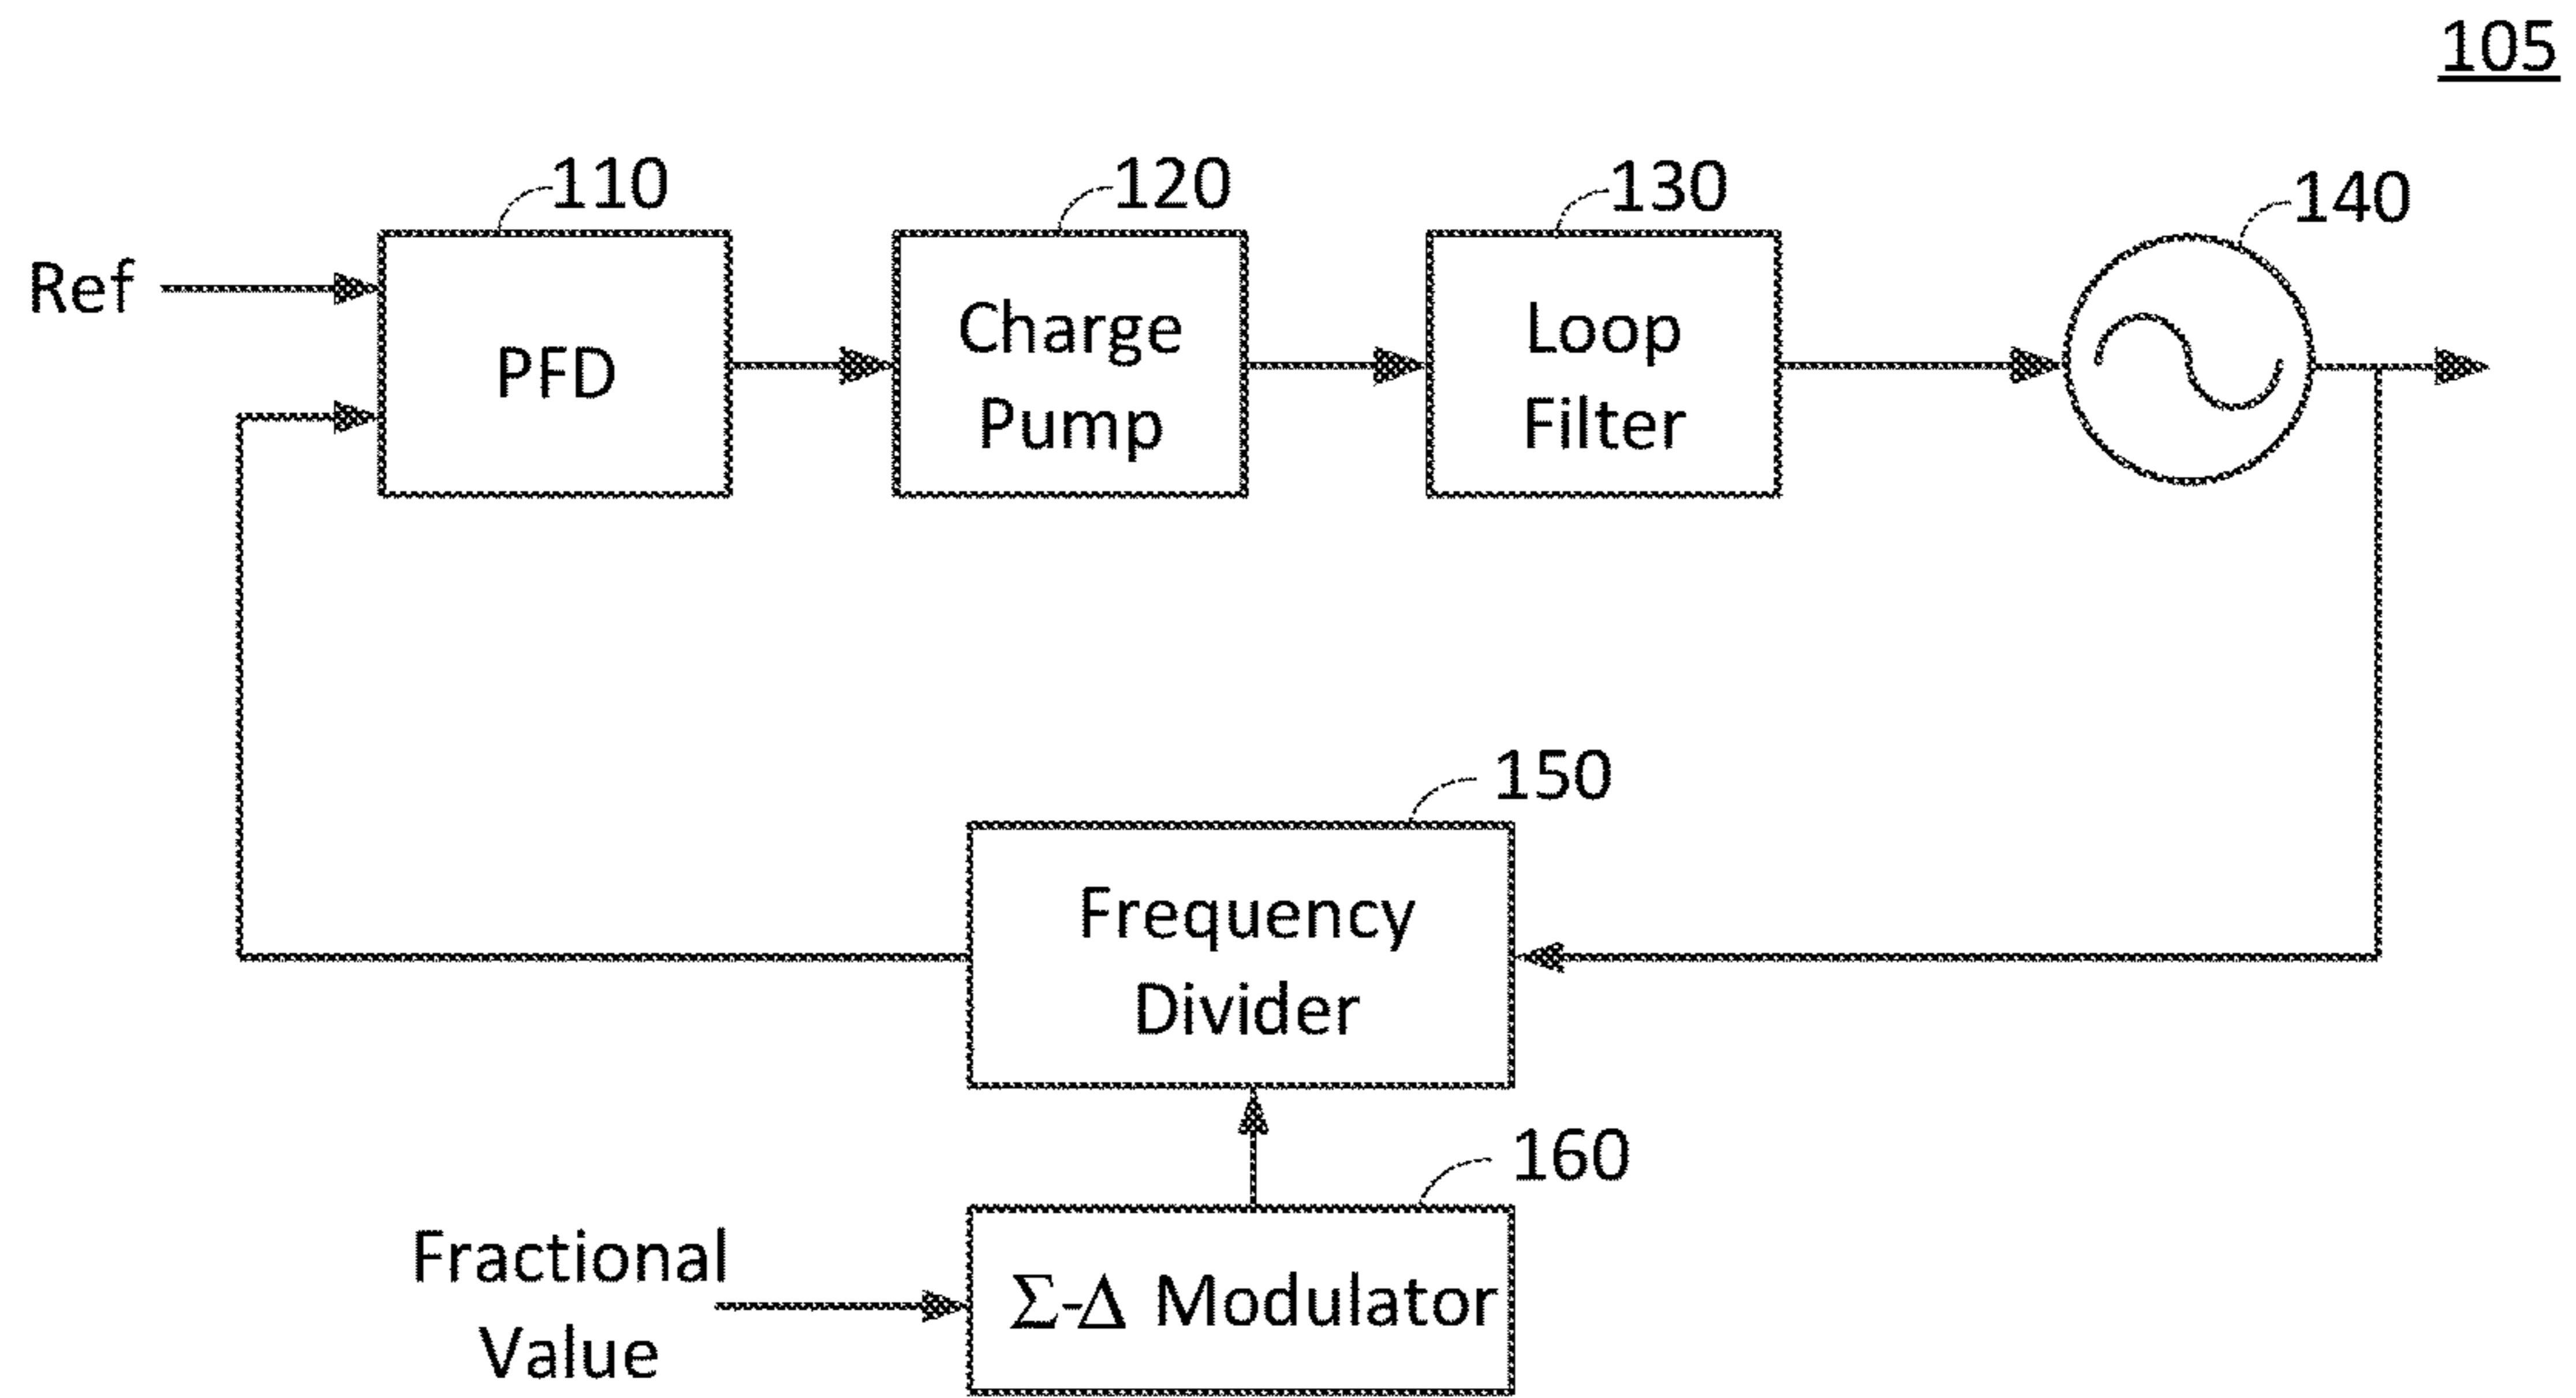 105
110
120
130
140
Ref
PFD
Charge
Pump
Loop
Filter
150
Frequency
Divider
160
Fractional
Value
Σ-Δ Modulator